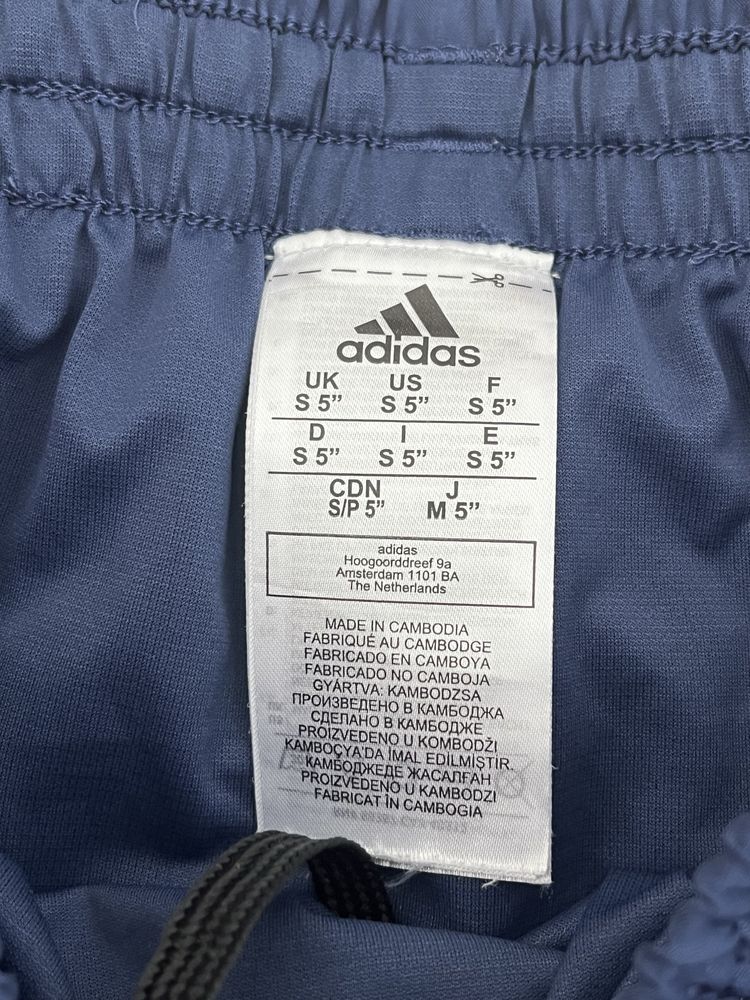 adidas
UK US F
S 5” S 5” S 5”
D I E
S 5” S 5” S 5”
CDN J
S/P 5” M 5”
adidas
Hoogoorddreef 9a
Amsterdam 1101 BA
The Netherlands
MADE IN CAMBODIA
FABRIQUÉ AU CAMBODGE
FABRICADO EN CAMBOYA
FABRICADO NO CAMBOJA
GYÁRTVA: KAMBODZSA
ПРОИЗВЕДЕНО В КАМБОДЖА
СДЕЛАНО В КАМБОДЖЕ
PROIZVEDENO U KOMBODŽI
KAMBOÇYA'DA İMAL EDİLMİŞTİR.
КАМБОДЖЕДЕ ЖАСАЛҒАН
PROIZVEDENO U KAMBODZI
FABRICAT ÎN CAMBOGIA